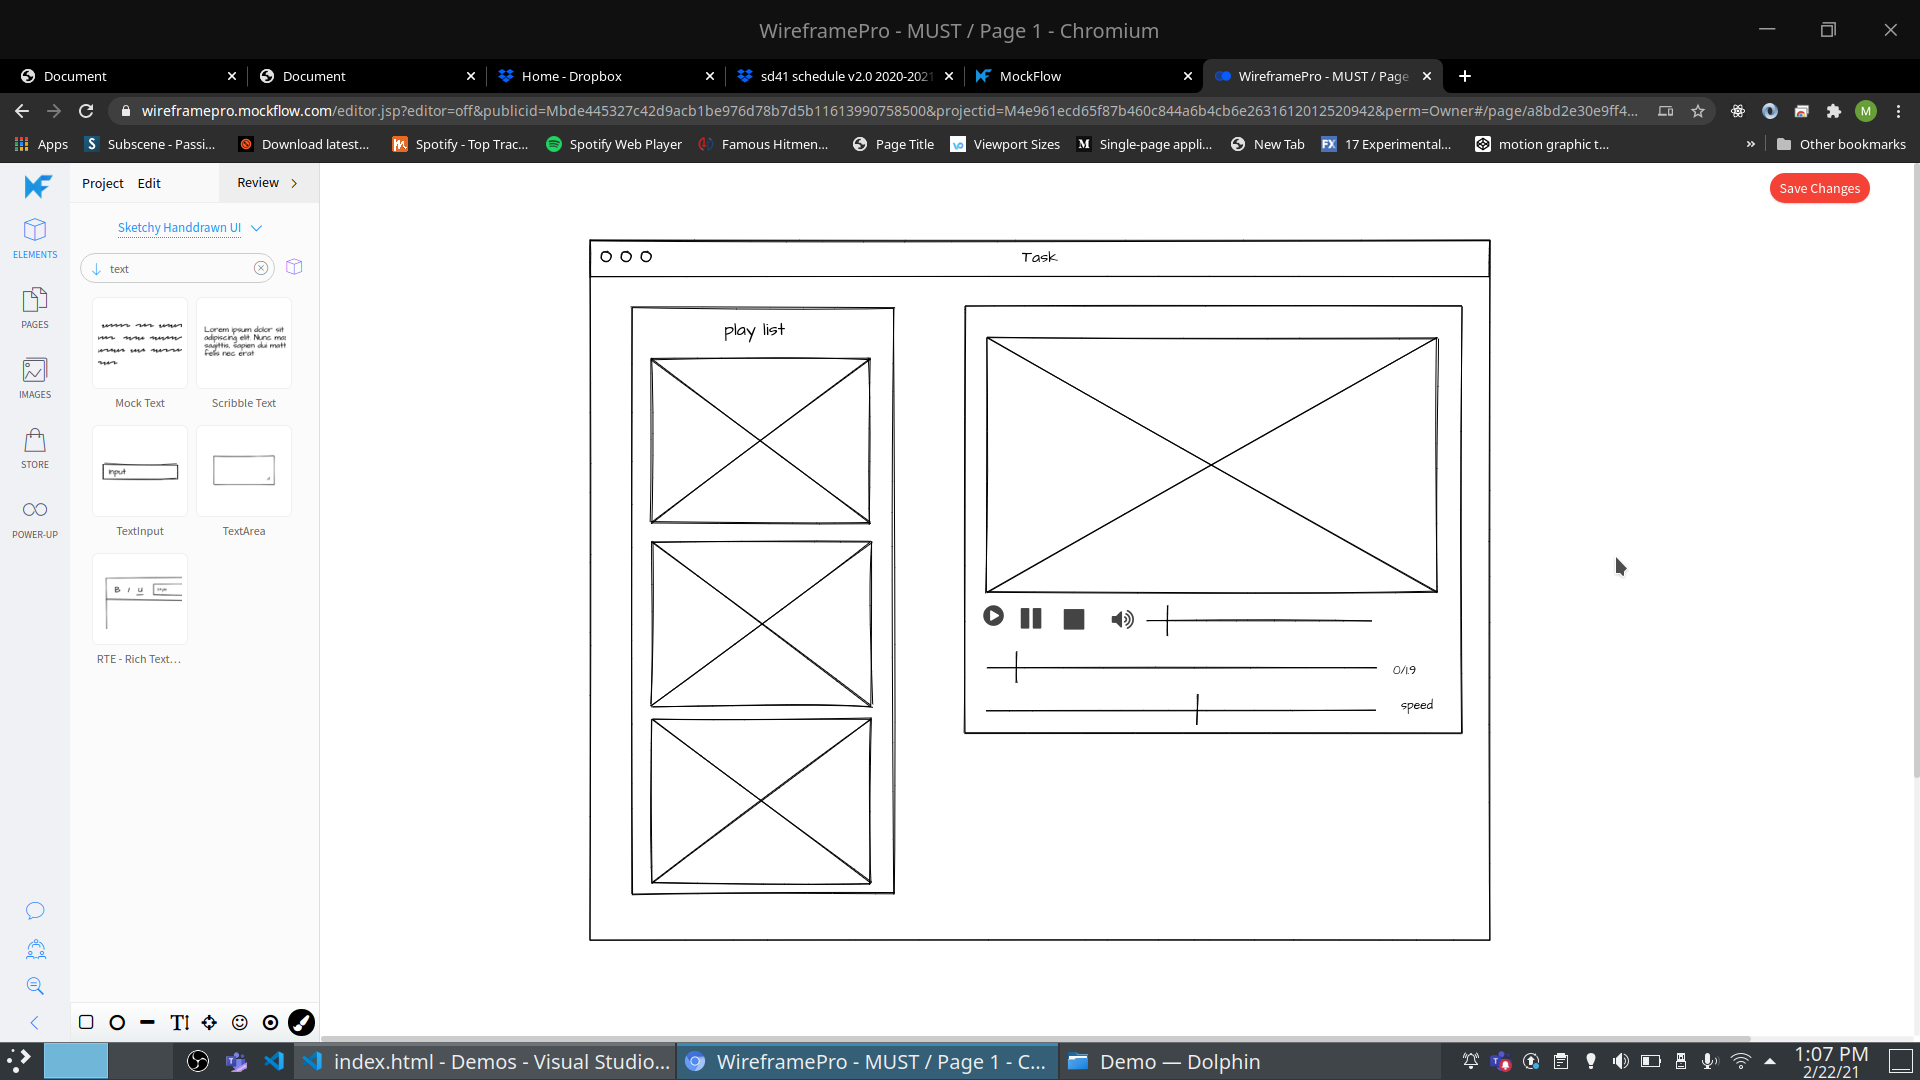 WireframePro - MUST / Page 1 - Chromium
Document
Document
Home - Dropbox
sd41 schedule v2.0 2020-2021
MockFlow
WireframePro - MUST / Page
wireframepro.mockflow.com/editor.jsp?editor=off&publicid=Mbde445327c42d9acb1be976d78b7d5b11613990758500&projectid=M4e961ecd65f87b460c844a6b4cb6e2631612012520942&perm=Owner#/page/a8bd2e30e9ff4...
M
Apps
Subscene - Passi...
Download latest...
Spotify - Top Trac...
Spotify Web Player
Famous Hitmen...
Page Title
Viewport Sizes
Single-page appli...
New Tab
17 Experimental...
motion graphic t...
»
Other bookmarks
Project
Edit
Review
Save Changes
Sketchy Handdrawn UI
ELEMENTS
text
PAGES
IMAGES
STORE
POWER-UP
Lorem ipsum dolor sit
adipiscing elit. Nunc ma
sagittis, sapien dui matt
felis nec erat
Mock Text
Scribble Text
input
TextInput
TextArea
B I U
RTE - Rich Text...
Task
play list
0/1.9
speed
index.html - Demos - Visual Studio...
WireframePro - MUST / Page 1 - C...
Demo — Dolphin
1:07 PM
2/22/21